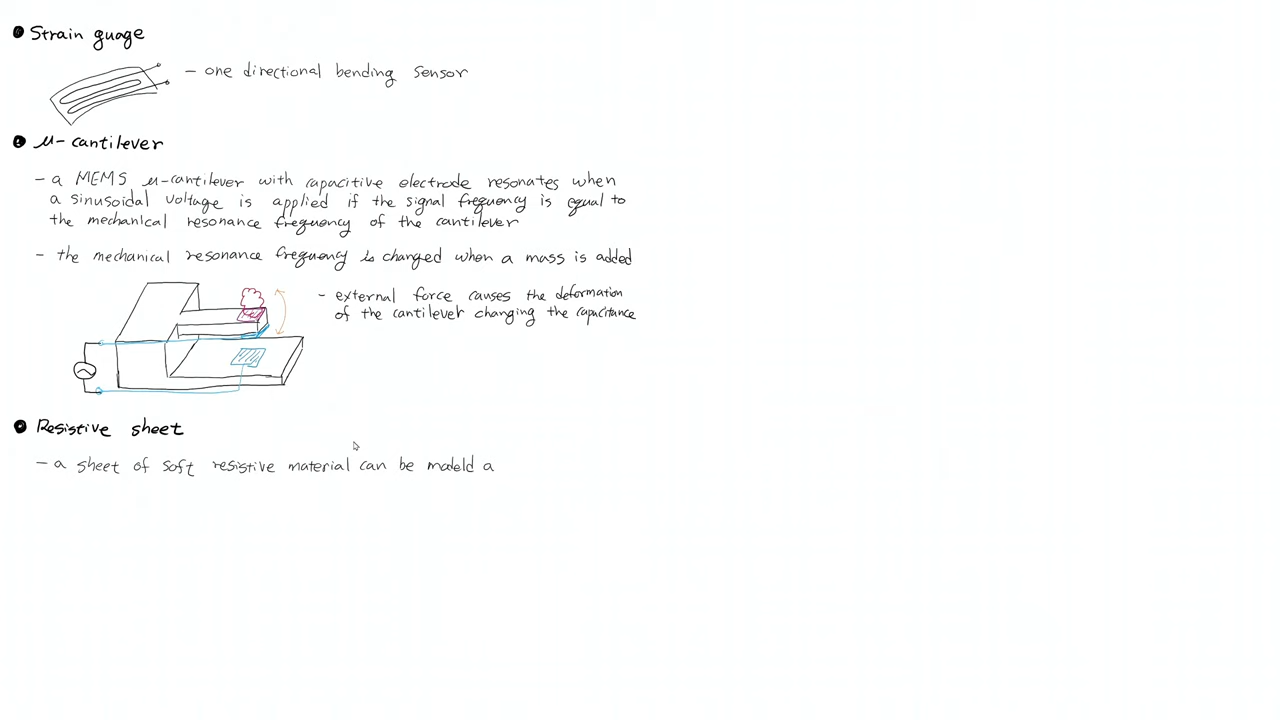 Strain guage
- one directional bending sensor
μ-cantilever
- a MEMS μ-cantilever with capacitive electrode resonates when
a sinusoidal voltage is applied if the signal frequency is equal to
the mechanical resonance frequency of the cantilever
- the mechanical resonance frequency is changed when a mass is added
- external force causes the deformation
of the cantilever changing the capacitance
Resistive sheet
- a sheet of soft resistive material can be modeld a